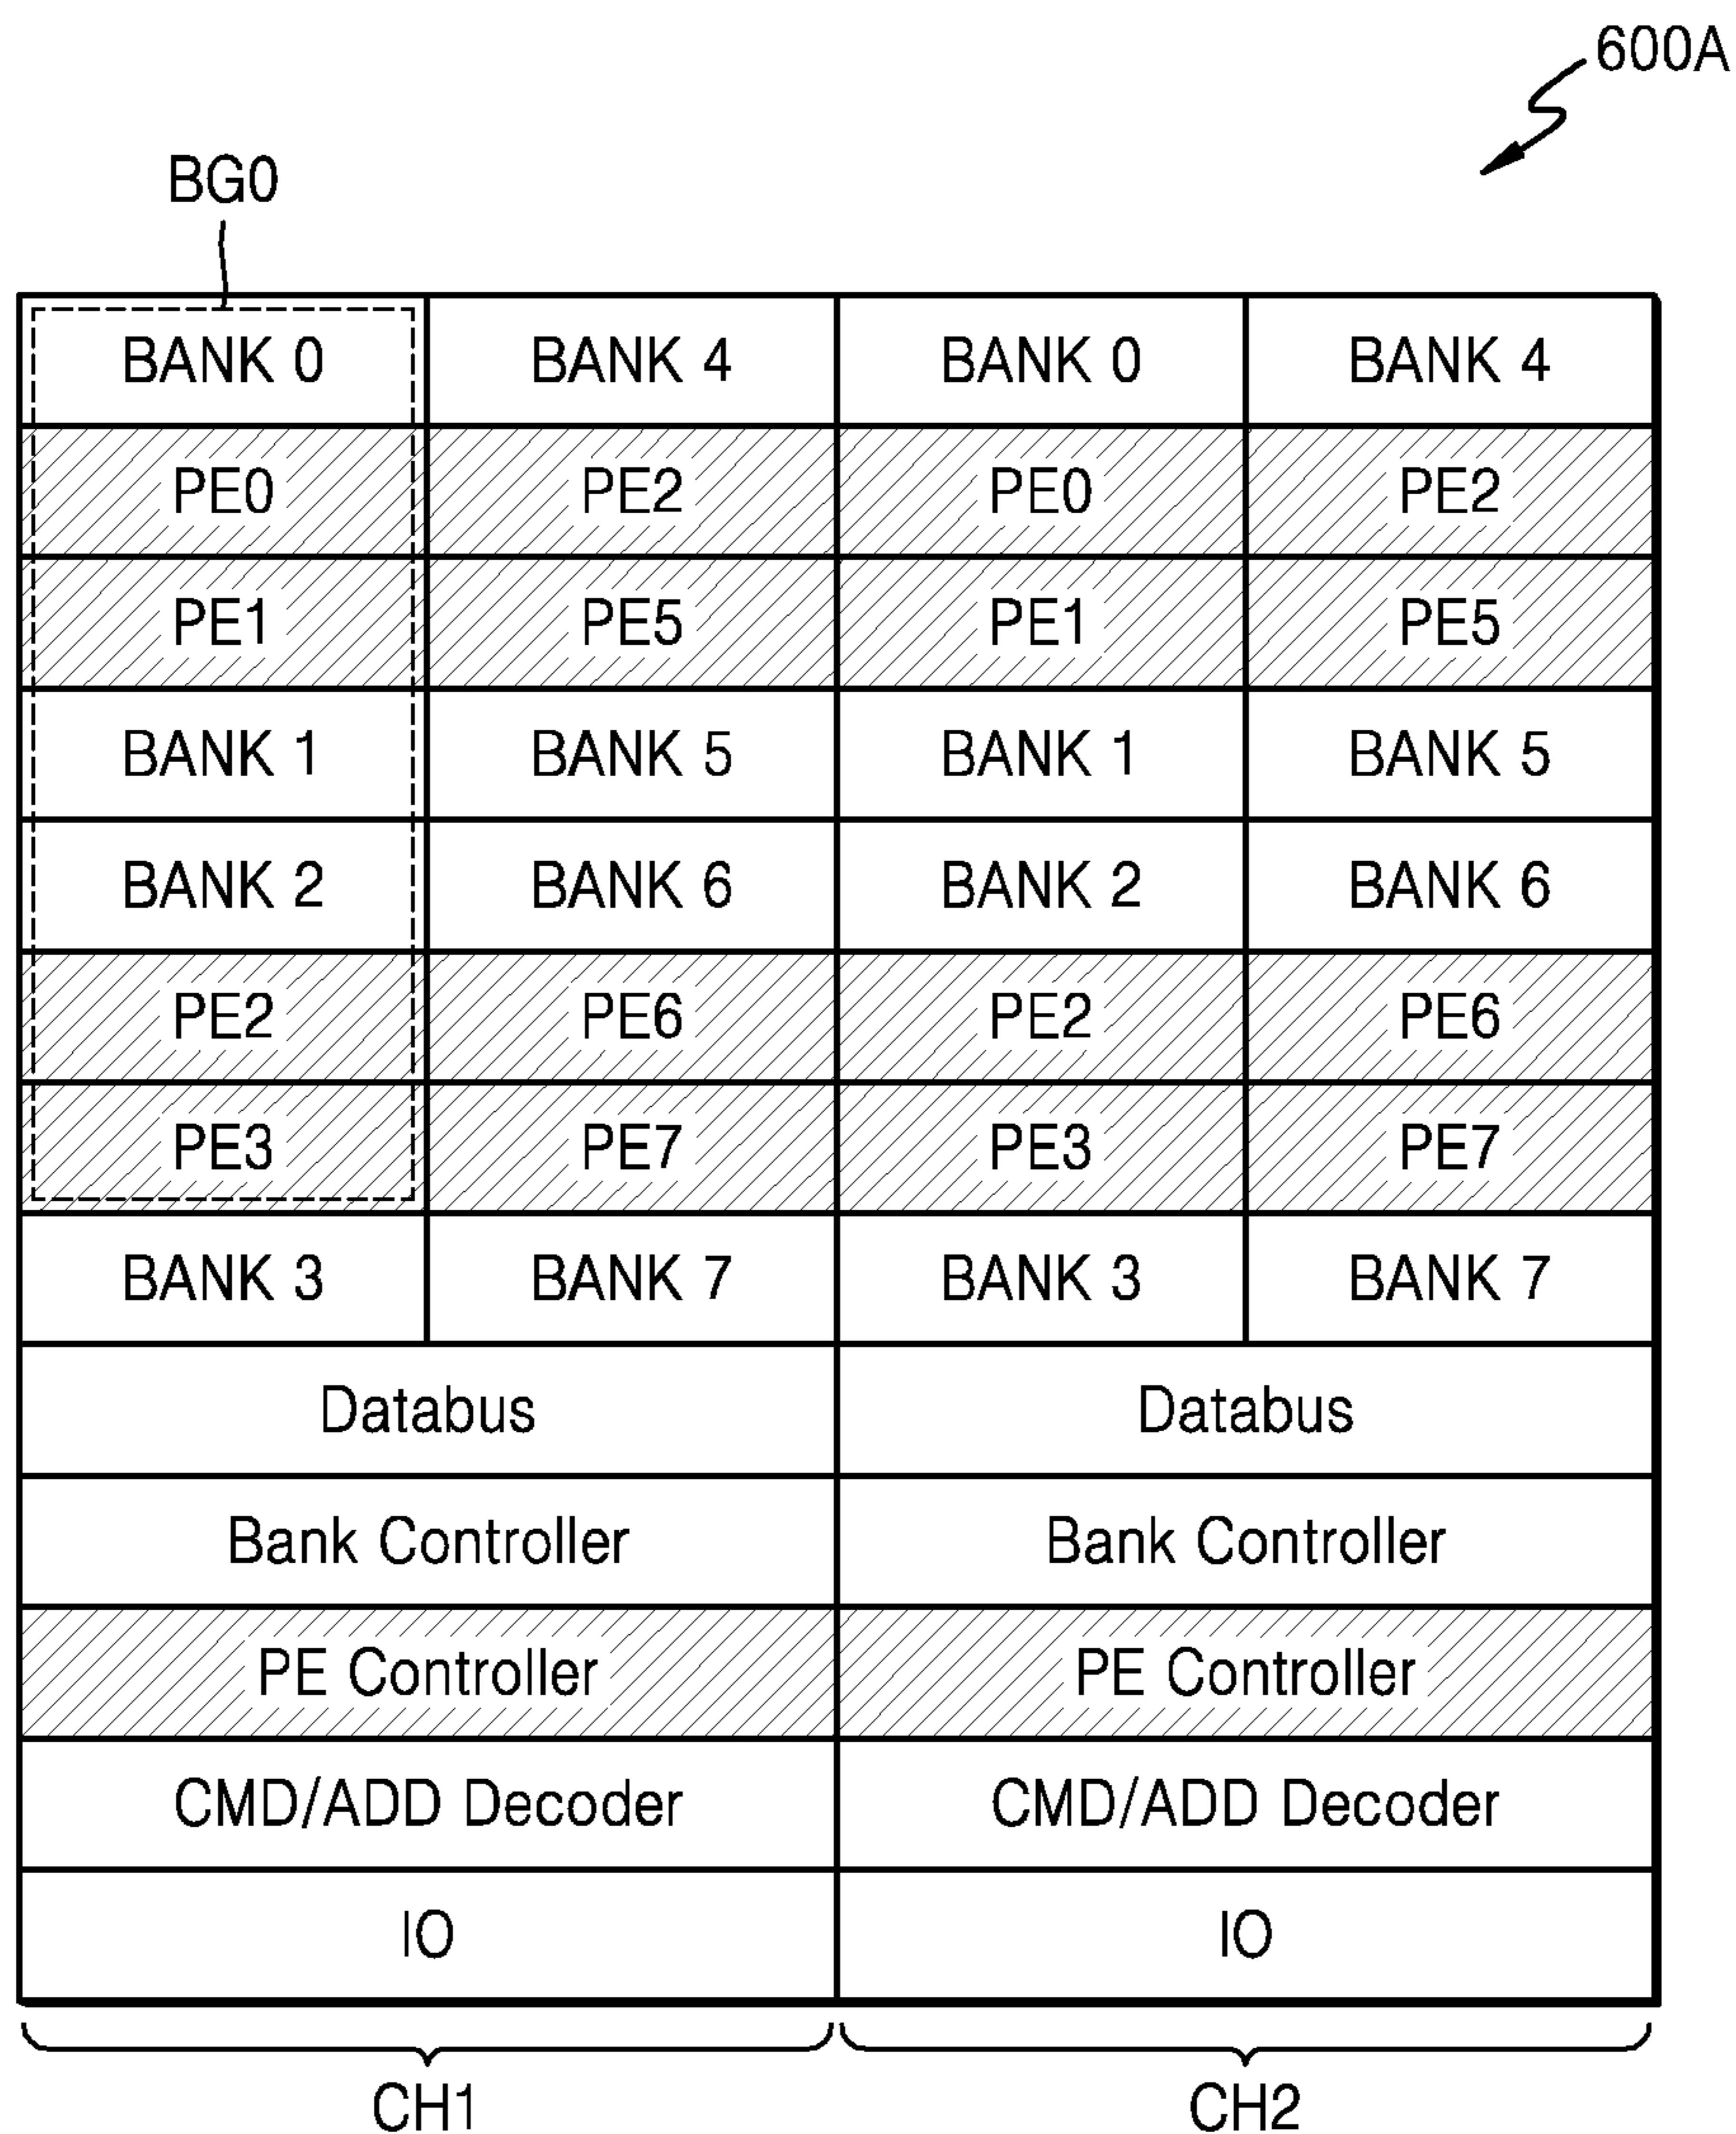 600A
BG0
BANK 0 BANK 4 BANK 0 BANK 4
PE0 PE2 PE0 PE2
PE1 PE5 PE1 PE5
BANK 1 BANK 5 BANK 1 BANK 5
BANK 2 BANK 6 BANK 2 BANK 6
PE2 PE6 PE2 PE6
PE3 PE7 PE3 PE7
BANK 3 BANK 7 BANK 3 BANK 7
Databus Databus
Bank Controller Bank Controller
PE Controller PE Controller
CMD/ADD Decoder CMD/ADD Decoder
IO IO
CH1 CH2